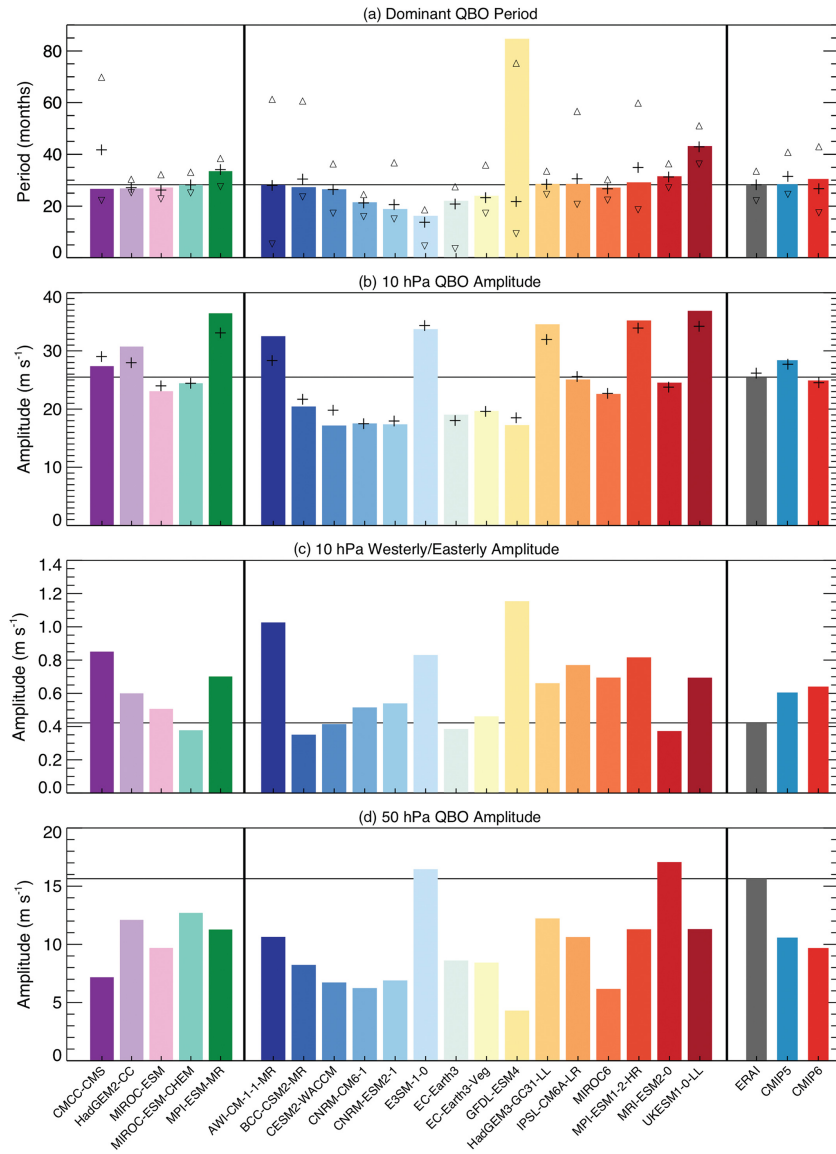 (a) Dominant QBO Period
Period (months)
80
60
40
20
0
(b) 10 hPa QBO Amplitude
Amplitude (m s⁻¹)
40
30
20
10
0
(c) 10 hPa Westerly/Easterly Amplitude
Amplitude (m s⁻¹)
1.4
1.2
1.0
0.8
0.6
0.4
0.2
0.0
(d) 50 hPa QBO Amplitude
Amplitude (m s⁻¹)
20
15
10
5
0
CMCC-CMS
HadGEM2-CC
MIROC-ESM
MIROC-ESM-CHEM
MPI-ESM-MR
AWI-CM-1-1-MR
BCC-CSM2-MR
CESM2-WACCM
CNRM-CM6-1
CNRM-ESM2-1
E3SM-1-0
EC-Earth3
EC-Earth3-Veg
GFDL-ESM4
HadGEM3-GC31-LL
IPSL-CM6A-LR
MIROC6
MPI-ESM1-2-HR
MRI-ESM2-0
UKESM1-0-LL
ERAI
CMIP5
CMIP6